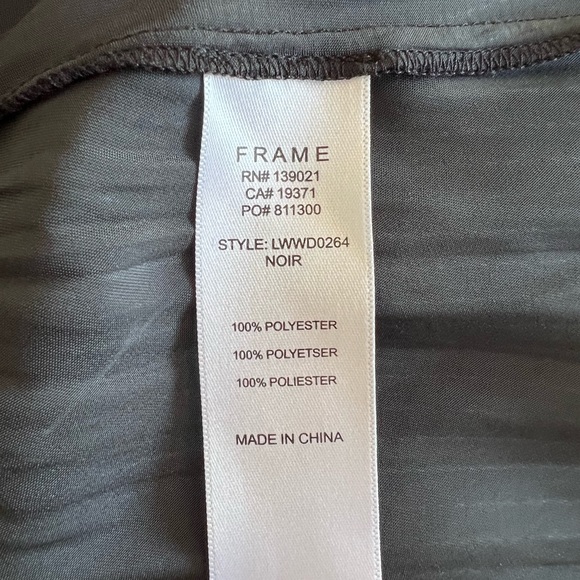 FRAME
RN# 139021
CA# 19371
PO# 811300
STYLE: LWWD0264
NOIR
100% POLYESTER
100% POLYETSER
100% POLIESTER
MADE IN CHINA